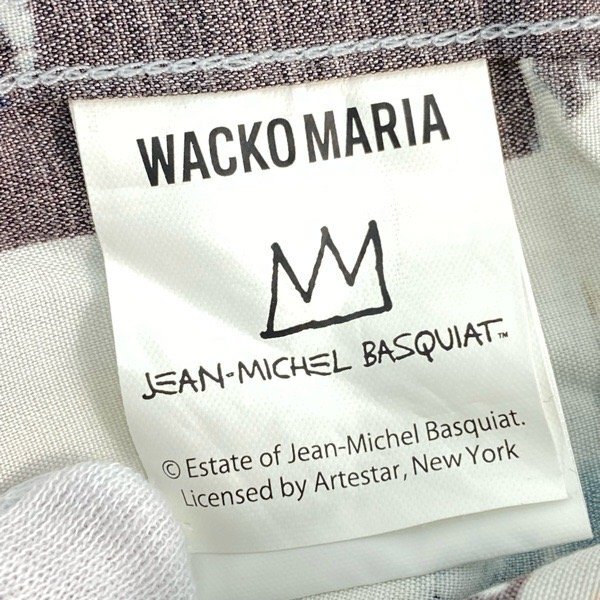 WACKO MARIA
JEAN-MICHEL BASQUIAT™
© Estate of Jean-Michel Basquiat.
Licensed by Artestar, New York